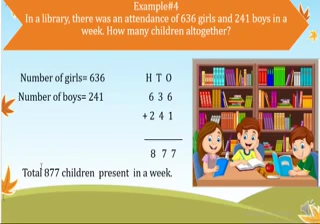 Example#4
In a library, there was an attendance of 636 girls and 241 boys in a
week. How many children altogether?
Number of girls= 636
H T O
Number of boys= 241
6 3 6
+ 2 4 1
8 7 7
Total 877 children present in a week.